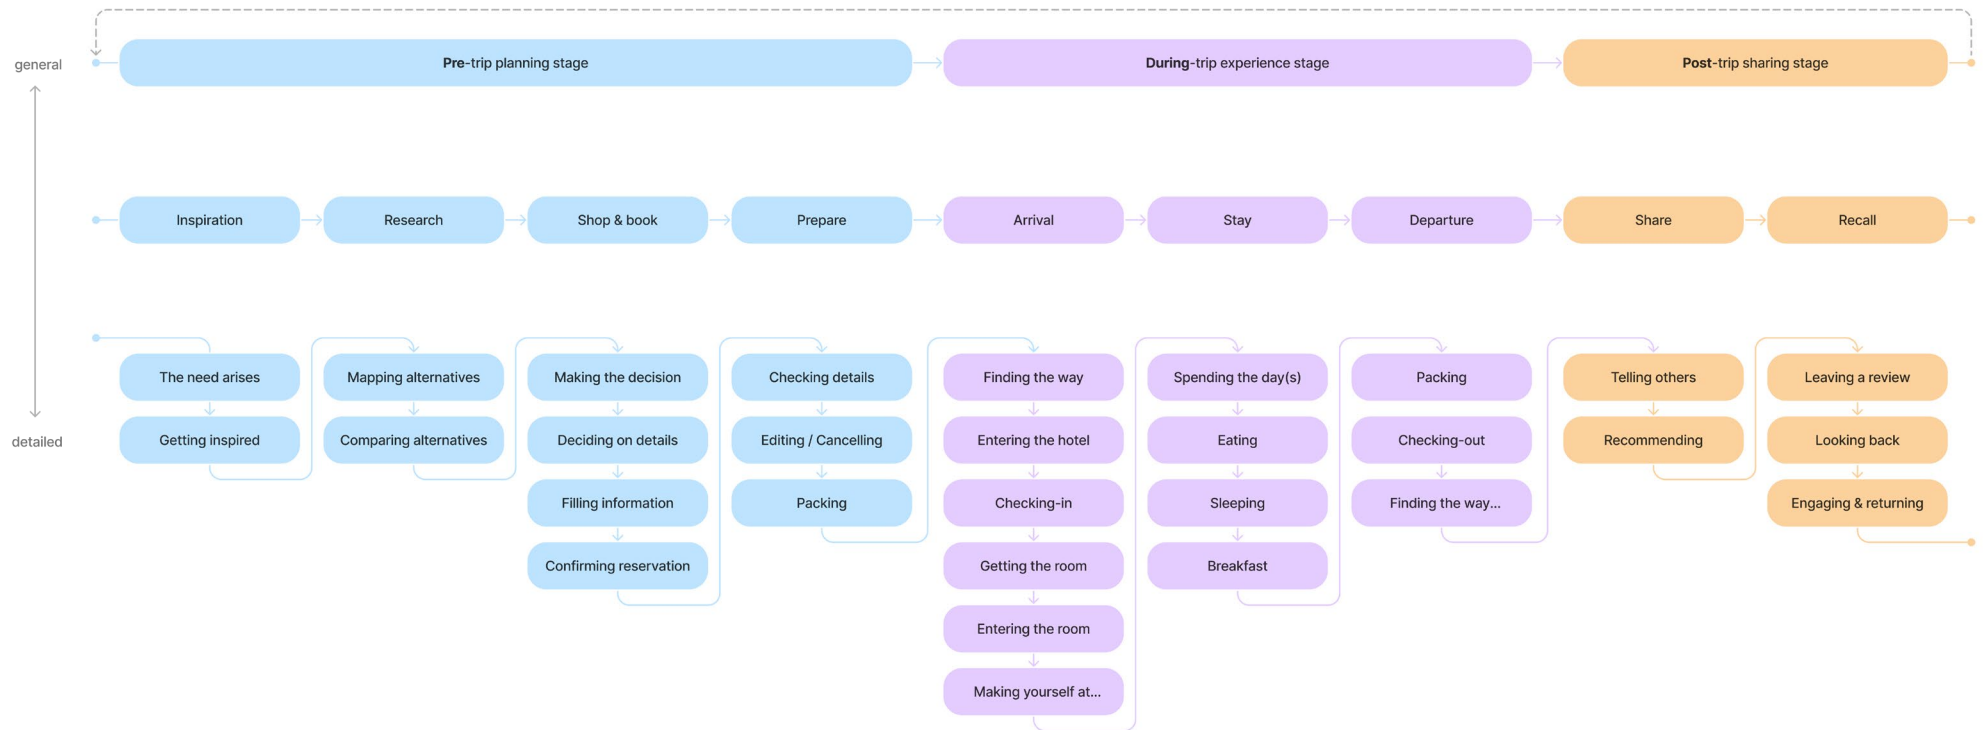 general
Pre-trip planning stage
During-trip experience stage
Post-trip sharing stage
Inspiration
Research
Shop & book
Prepare
Arrival
Stay
Departure
Share
Recall
detailed
The need arises
Getting inspired
Mapping alternatives
Comparing alternatives
Making the decision
Deciding on details
Filling information
Confirming reservation
Checking details
Editing / Cancelling
Packing
Finding the way
Entering the hotel
Checking-in
Getting the room
Entering the room
Making yourself at...
Spending the day(s)
Eating
Sleeping
Breakfast
Packing
Checking-out
Finding the way...
Telling others
Recommending
Leaving a review
Looking back
Engaging & returning